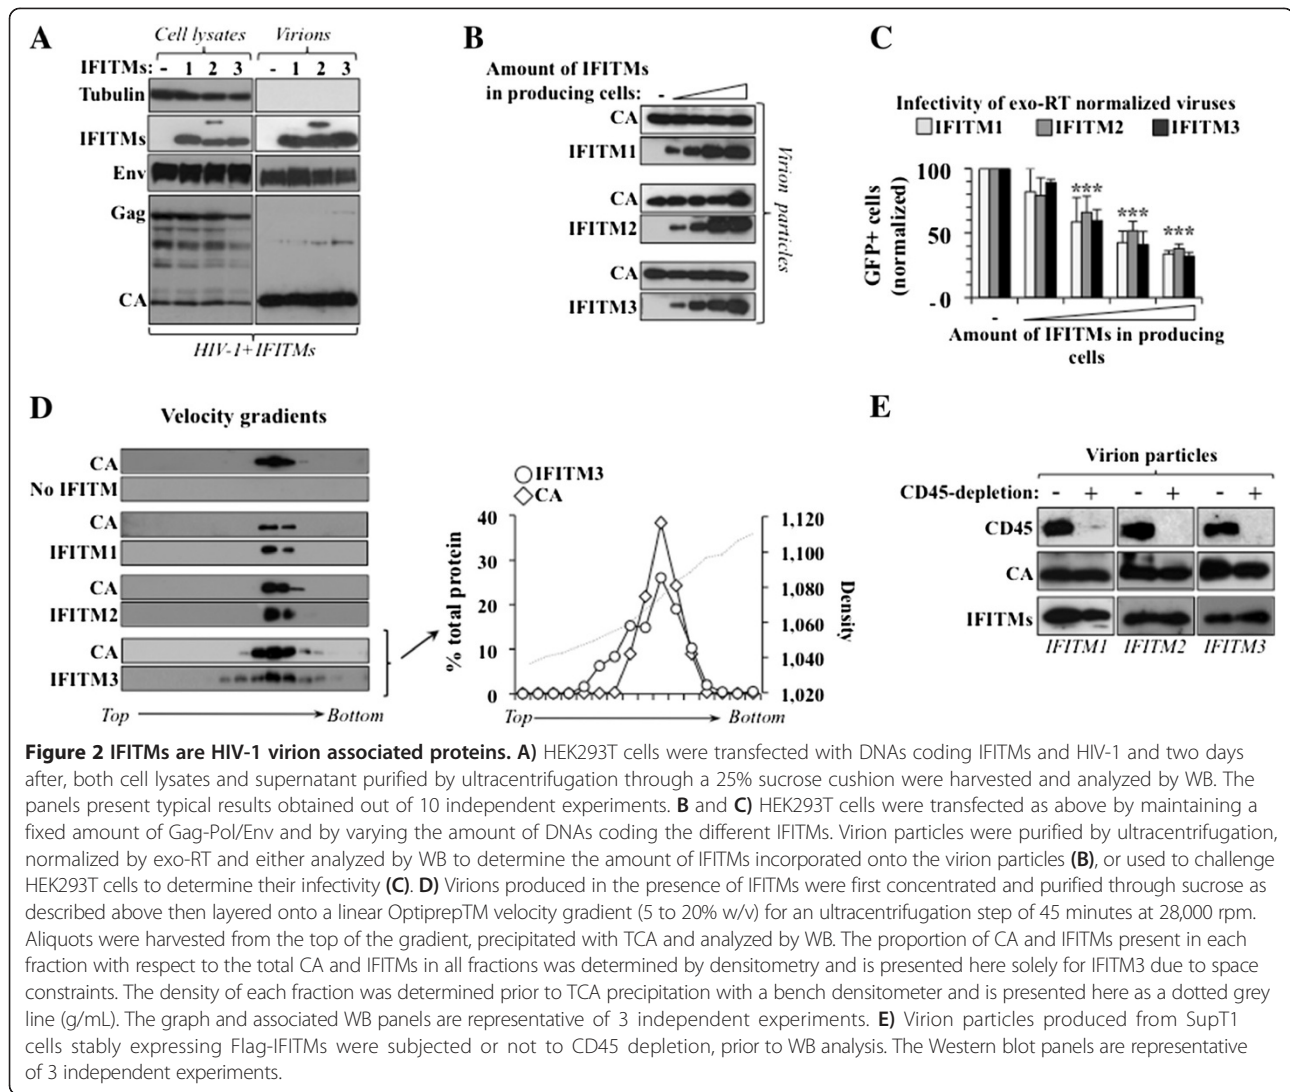 A
Cell lysates Virions
IFITMs: - 1 2 3 - 1 2 3
Tubulin
IFITMs
Env
Gag
CA
HIV-1+IFITMs
B
Amount of IFITMs
in producing cells: -
CA
IFITM1
CA
IFITM2
CA
IFITM3
Virion particles
C
Infectivity of exo-RT normalized viruses
IFITM1 IFITM2 IFITM3
GFP+ cells
(normalized)
100
50
-0
*** *** ***
-
Amount of IFITMs in producing
cells
D
Velocity gradients
CA
No IFITM
CA
IFITM1
CA
IFITM2
CA
IFITM3
Top Bottom
IFITM3
CA
% total protein
40
30
20
10
0
1,120
1,100
1,080
1,060
1,040
1,020
Density
Top Bottom
E
Virion particles
CD45-depletion: - + - + - +
CD45
CA
IFITMs
IFITM1 IFITM2 IFITM3
Figure 2 IFITMs are HIV-1 virion associated proteins. A) HEK293T cells were transfected with DNAs coding IFITMs and HIV-1 and two days
after, both cell lysates and supernatant purified by ultracentrifugation through a 25% sucrose cushion were harvested and analyzed by WB. The
panels present typical results obtained out of 10 independent experiments. B and C) HEK293T cells were transfected as above by maintaining a
fixed amount of Gag-Pol/Env and by varying the amount of DNAs coding the different IFITMs. Virion particles were purified by ultracentrifugation,
normalized by exo-RT and either analyzed by WB to determine the amount of IFITMs incorporated onto the virion particles (B), or used to challenge
HEK293T cells to determine their infectivity (C). D) Virions produced in the presence of IFITMs were first concentrated and purified through sucrose as
described above then layered onto a linear OptiprepTM velocity gradient (5 to 20% w/v) for an ultracentrifugation step of 45 minutes at 28,000 rpm.
Aliquots were harvested from the top of the gradient, precipitated with TCA and analyzed by WB. The proportion of CA and IFITMs present in each
fraction with respect to the total CA and IFITMs in all fractions was determined by densitometry and is presented here solely for IFITM3 due to space
constraints. The density of each fraction was determined prior to TCA precipitation with a bench densitometer and is presented here as a dotted grey
line (g/mL). The graph and associated WB panels are representative of 3 independent experiments. E) Virion particles produced from SupT1
cells stably expressing Flag-IFITMs were subjected or not to CD45 depletion, prior to WB analysis. The Western blot panels are representative
of 3 independent experiments.